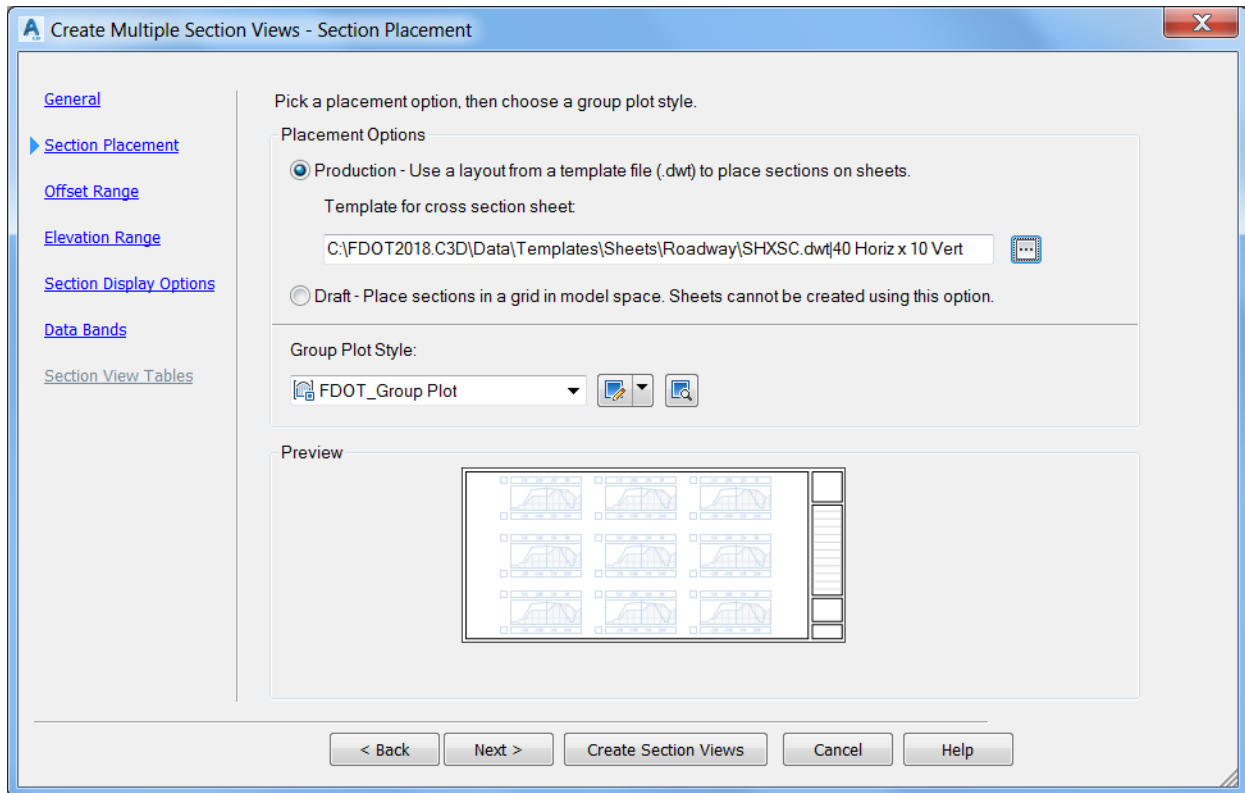 Create Multiple Section Views - Section Placement
General
Section Placement
Offset Range
Elevation Range
Section Display Options
Data Bands
Section View Tables
Pick a placement option, then choose a group plot style.
Placement Options
Production - Use a layout from a template file (.dwt) to place sections on sheets.
Template for cross section sheet:
C:\FDOT2018.C3D\Data\Templates\Sheets\Roadway\SHXSC.dwt|40 Horiz x 10 Vert
...
Draft - Place sections in a grid in model space. Sheets cannot be created using this option.
Group Plot Style:
FDOT_Group Plot
Preview
< Back
Next >
Create Section Views
Cancel
Help